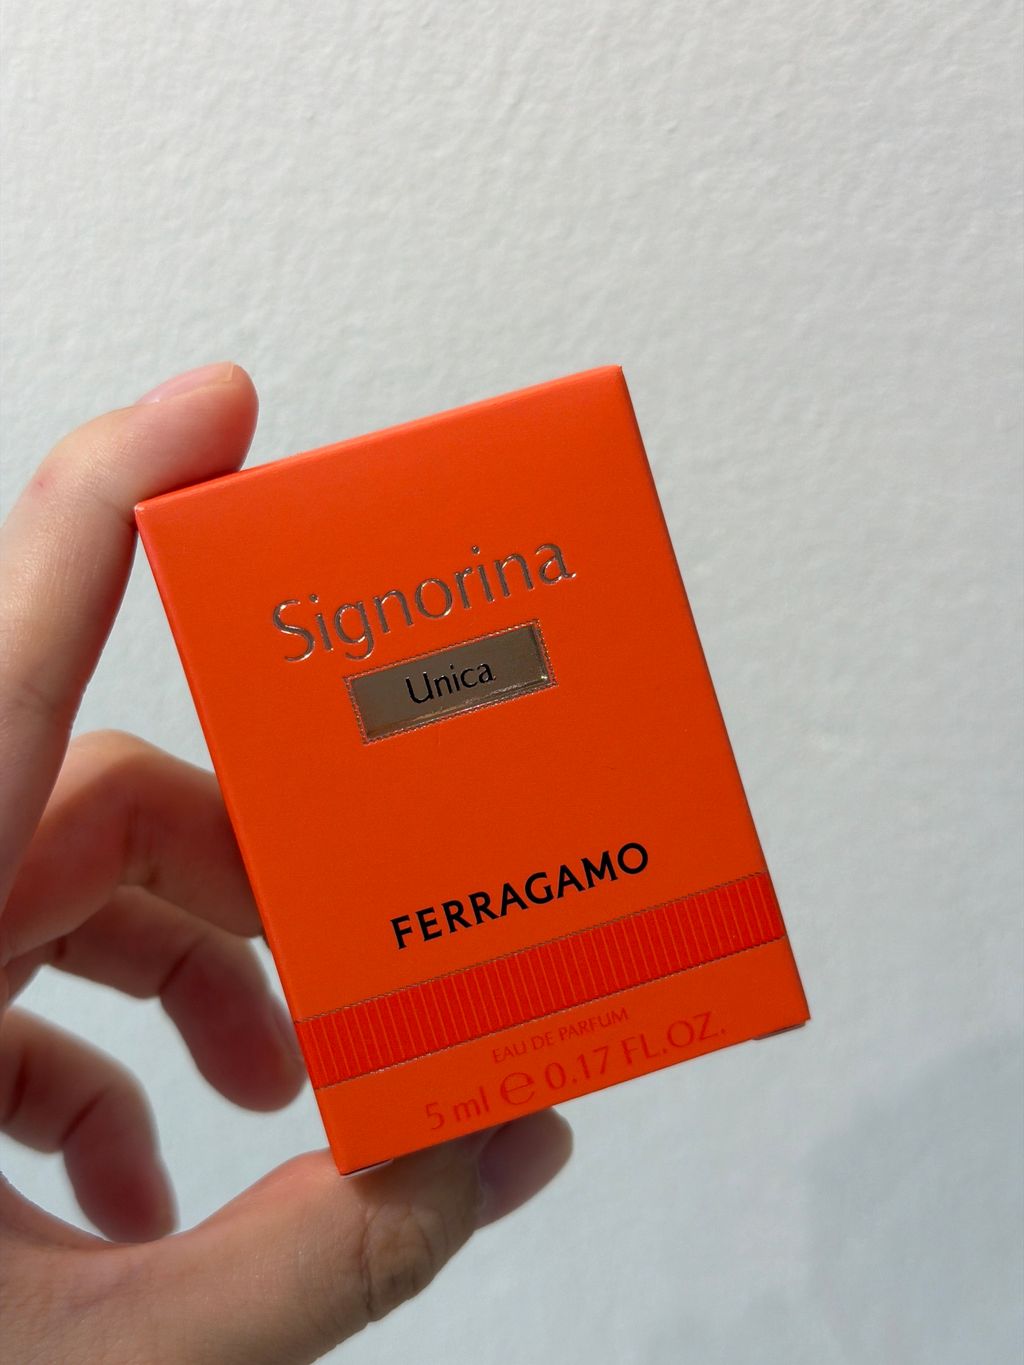 Signorina
Unica
FERRAGAMO
EAU DE PARFUM
5 ml ℮ 0.17 FL.OZ.